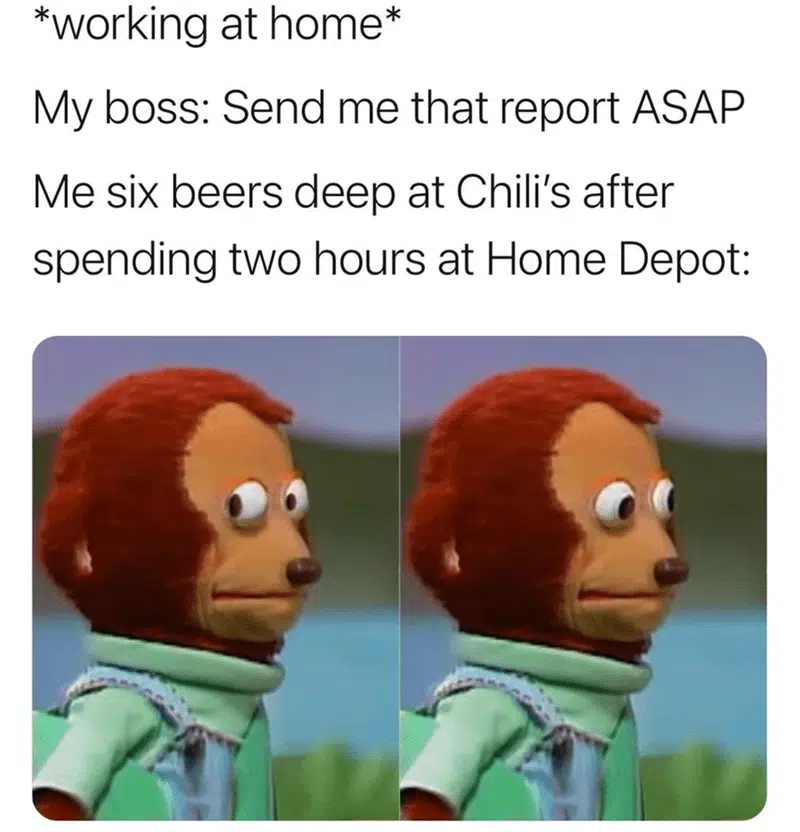 *working at home*
My boss: Send me that report ASAP
Me six beers deep at Chili’s after
spending two hours at Home Depot: